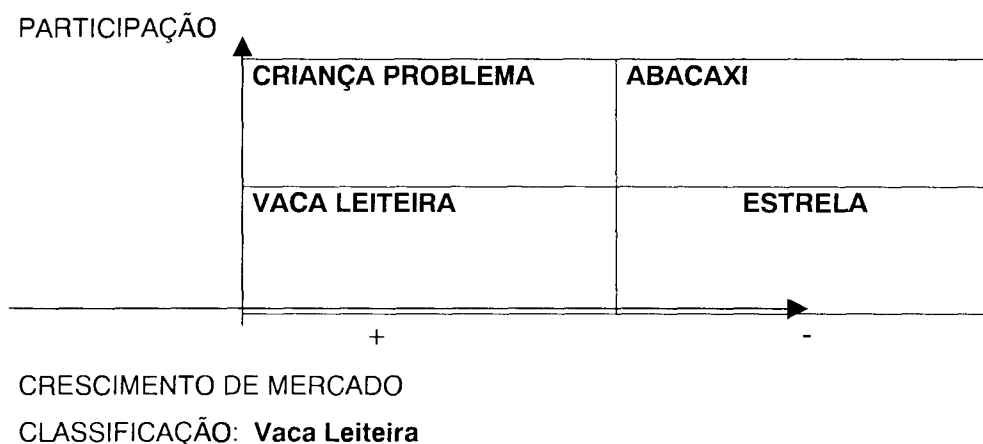 PARTICIPAÇÃO
CRIANÇA PROBLEMA ABACAXI
VACA LEITEIRA ESTRELA
+ -
CRESCIMENTO DE MERCADO
CLASSIFICAÇÃO: Vaca Leiteira